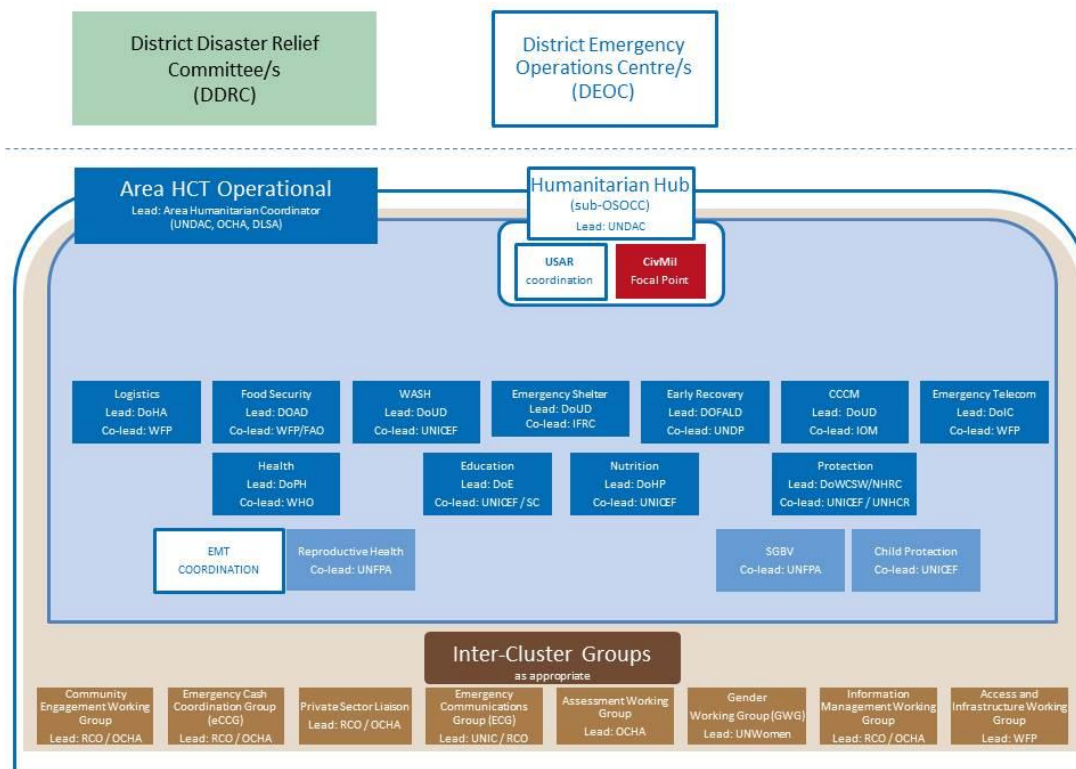 District Disaster Relief
Committee/s
(DDRC)
District Emergency
Operations Centre/s
(DEOC)
Area HCT Operational
Lead: Area Humanitarian Coordinator
(UNDAC, OCHA, DLSA)
Humanitarian Hub
(sub-OSOCC)
Lead: UNDAC
USAR
coordination
CivMil
Focal Point
Logistics
Lead: DoHA
Co-lead: WFP
Food Security
Lead: DOAD
Co-lead: WFP/FAO
WASH
Lead: DoUD
Co-lead: UNICEF
Emergency Shelter
Lead: DoUD
Co-lead: IFRC
Early Recovery
Lead: DOFALD
Co-lead: UNDP
CCCM
Lead: DoUD
Co-lead: IOM
Emergency Telecom
Lead: DoIC
Co-lead: WFP
Health
Lead: DoPH
Co-lead: WHO
Education
Lead: DoE
Co-lead: UNICEF / SC
Nutrition
Lead: DoHP
Co-lead: UNICEF
Protection
Lead: DoWCSW/NHRC
Co-lead: UNICEF / UNHCR
EMT
COORDINATION
Reproductive Health
Co-lead: UNFPA
SGBV
Co-lead: UNFPA
Child Protection
Co-lead: UNICEF
Inter-Cluster Groups
as appropriate
Community
Engagement Working
Group
Lead: RCO / OCHA
Emergency Cash
Coordination Group
(eCCG)
Lead: RCO / OCHA
Private Sector Liaison
Lead: RCO / OCHA
Emergency
Communications
Group (ECG)
Lead: UNIC / RCO
Assessment Working
Group
Lead: OCHA
Gender
Working Group (GWG)
Lead: UNWomen
Information
Management Working
Group
Lead: RCO / OCHA
Access and
Infrastructure Working
Group
Lead: WFP